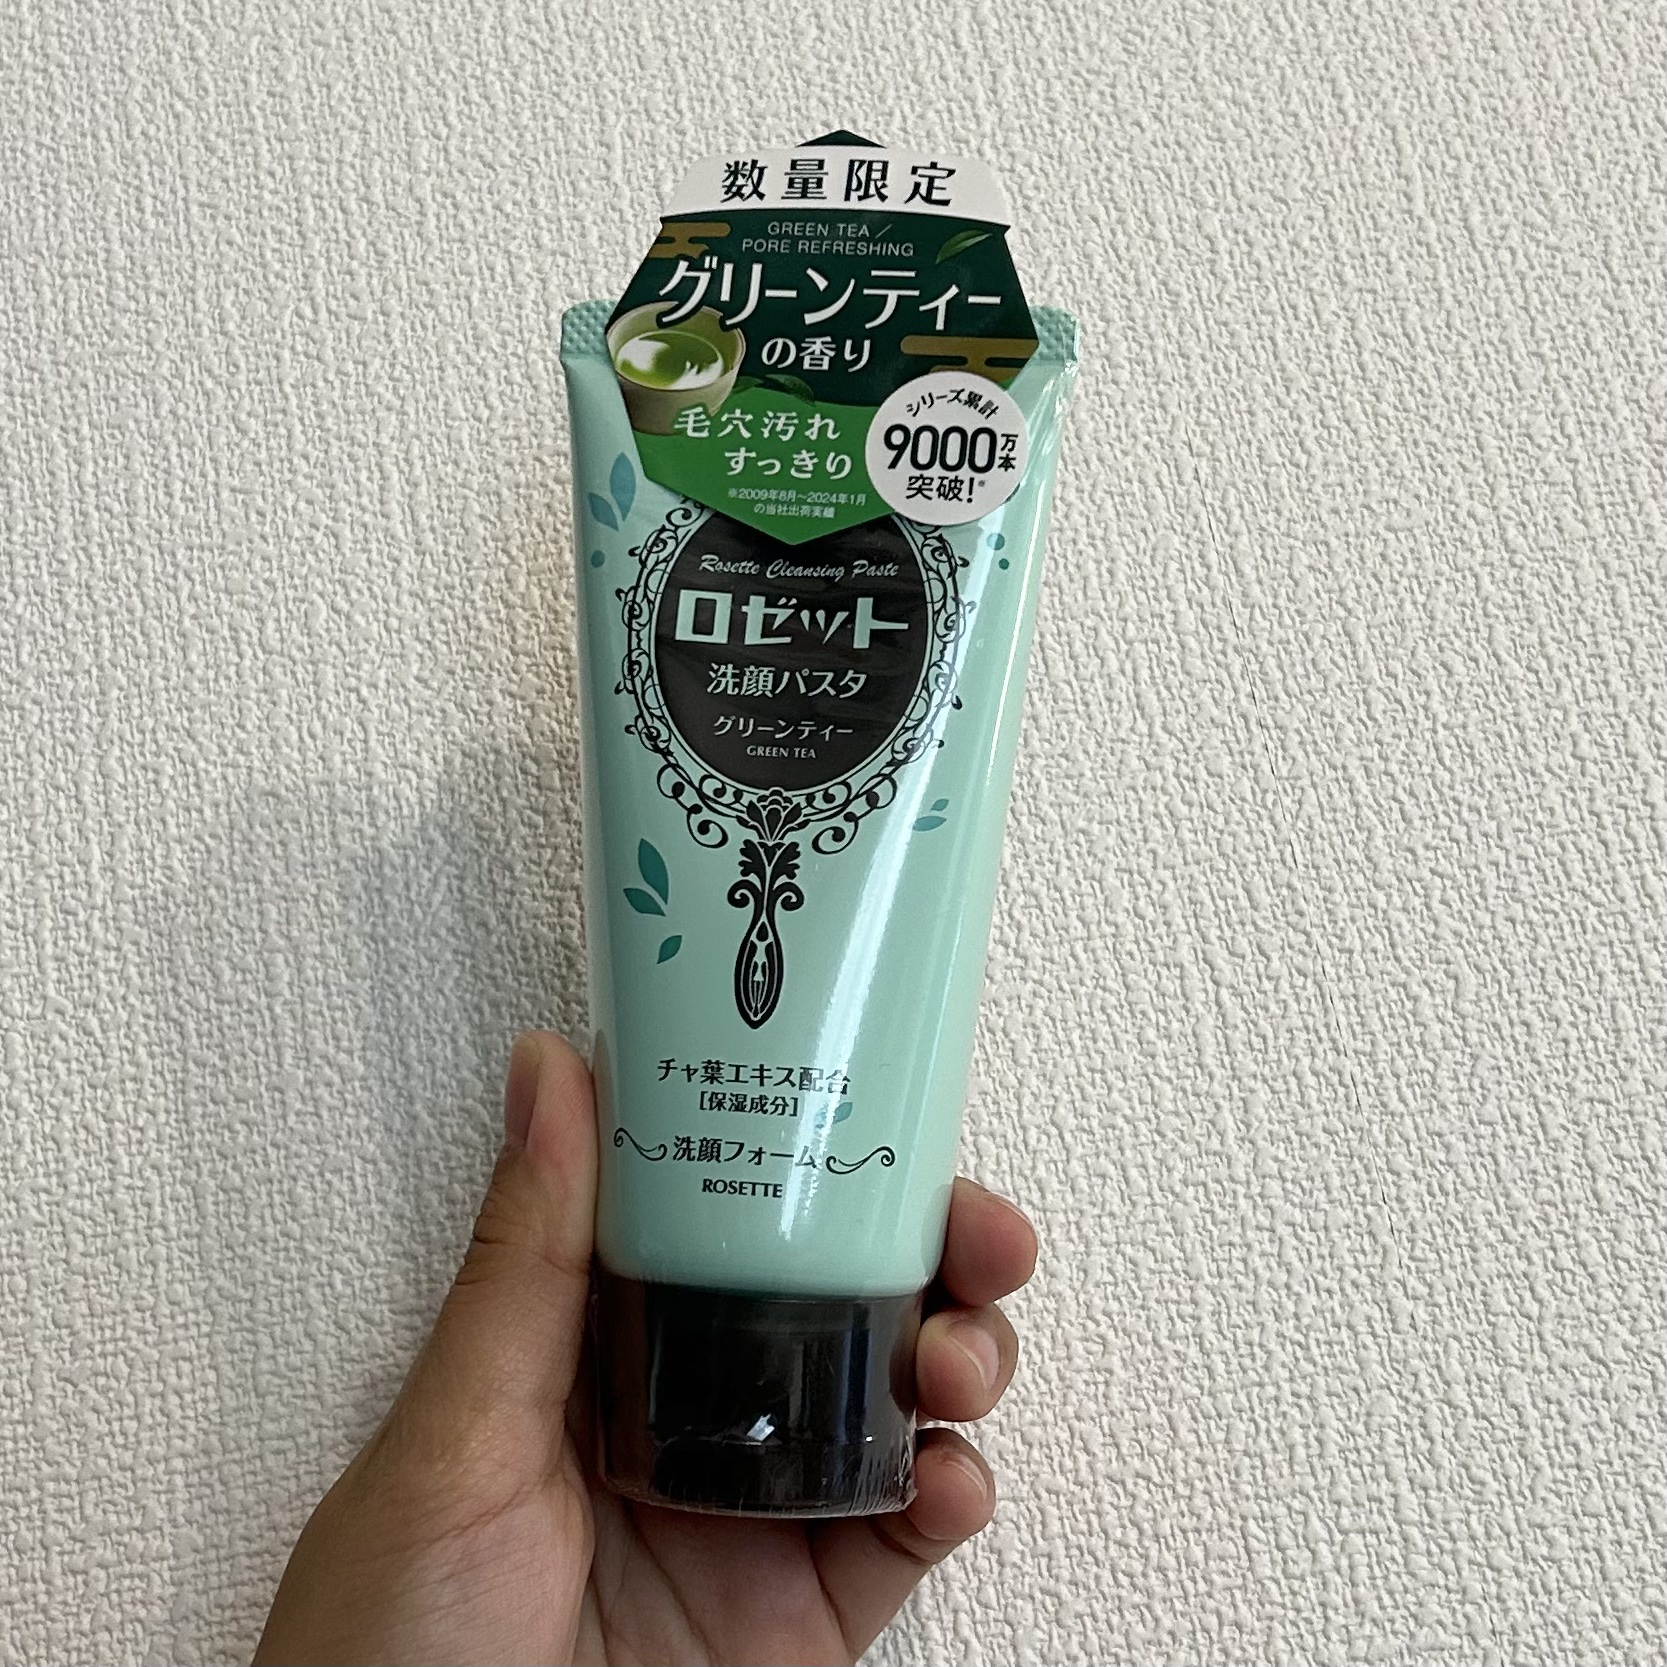 数量限定
GREEN TEA /
PORE REFRESHING
グリーンティー
の香り
毛穴汚れ
すっきり
※2009年8月~2024年1月
の当社出荷実績
シリーズ累計
9000万本
突破!※
Rosette Cleansing Paste
ロゼット
洗顔パスタ
グリーンティー
GREEN TEA
チャ葉エキス配合
[保湿成分]
洗顔フォーム
ROSETTE